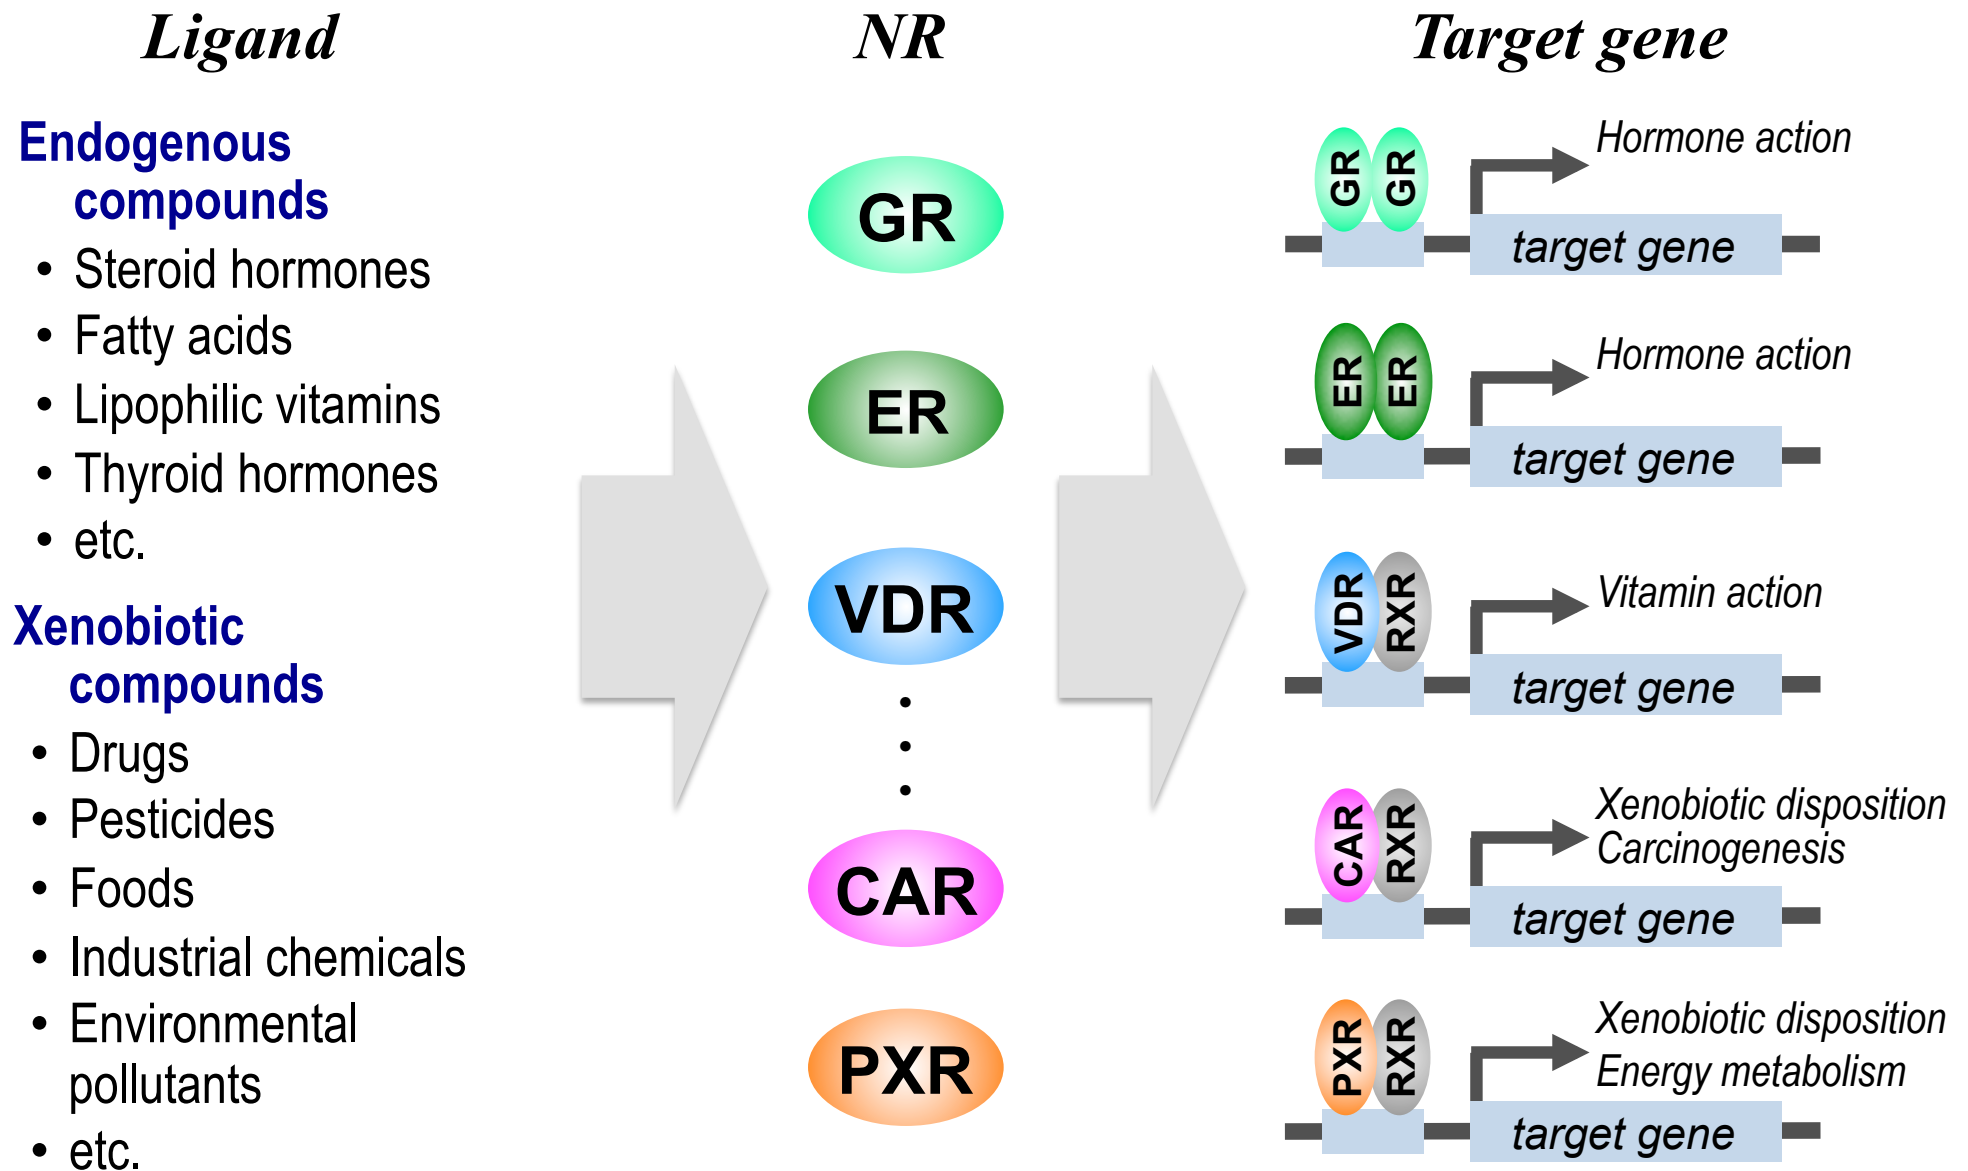 Ligand
NR
Target gene
Endogenous
compounds
• Steroid hormones
• Fatty acids
• Lipophilic vitamins
• Thyroid hormones
• etc.
Xenobiotic
compounds
• Drugs
• Pesticides
• Foods
• Industrial chemicals
• Environmental
pollutants
• etc.
GR
ER
VDR
CAR
PXR
GR GR
Hormone action
target gene
ER ER
Hormone action
target gene
VDR RXR
Vitamin action
target gene
CAR RXR
Xenobiotic disposition
Carcinogenesis
target gene
PXR RXR
Xenobiotic disposition
Energy metabolism
target gene